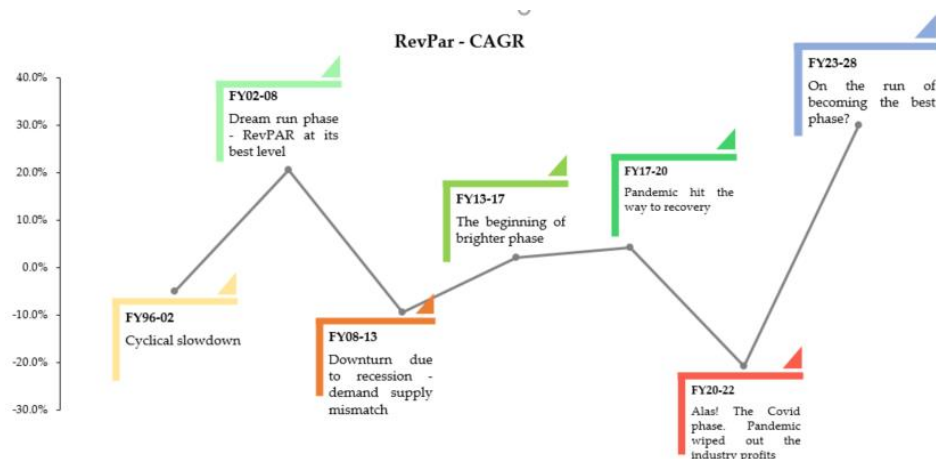 RevPar - CAGR
40.0%
30.0%
20.0%
10.0%
0.0%
-10.0%
-20.0%
-30.0%
FY96-02
Cyclical slowdown
FY02-08
Dream run phase
- RevPAR at its
best level
FY08-13
Downturn due
to recession -
demand supply
mismatch
FY13-17
The beginning of
brighter phase
FY17-20
Pandemic hit the
way to recovery
FY20-22
Alas! The Covid
phase. Pandemic
wiped out the
industry profits
FY23-28
On the run of
becoming the best
phase?